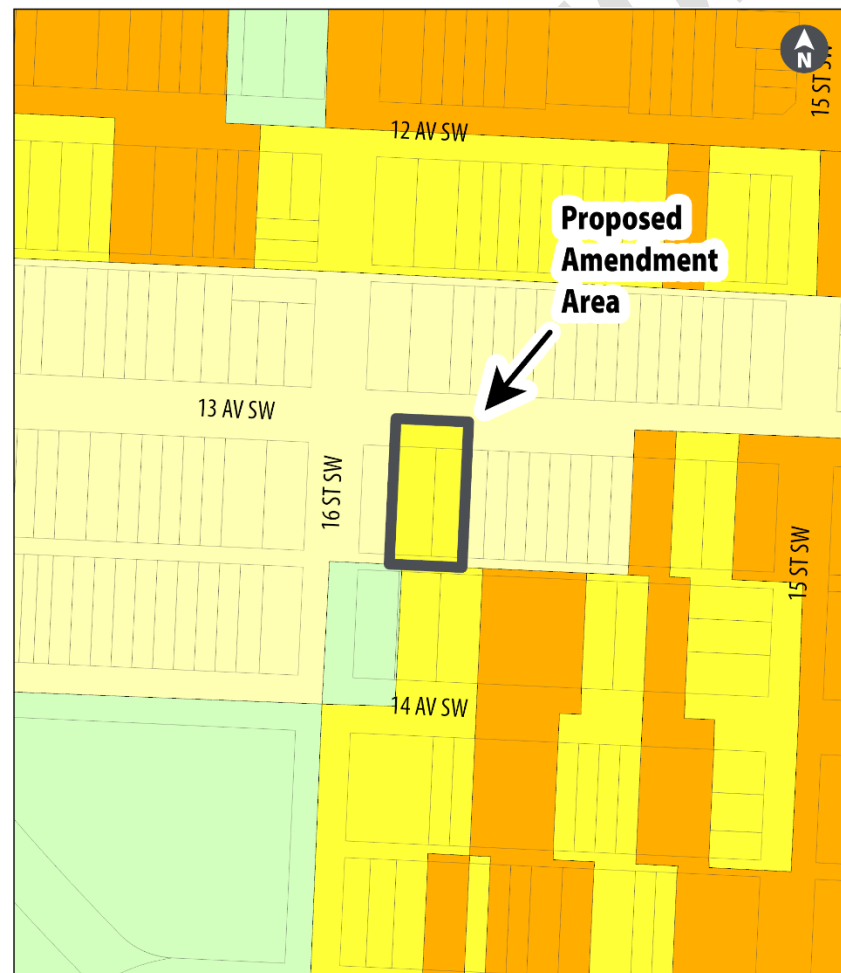 N
15 ST SW
12 AV SW
Proposed
Amendment
Area
13 AV SW
16 ST SW
15 ST SW
14 AV SW